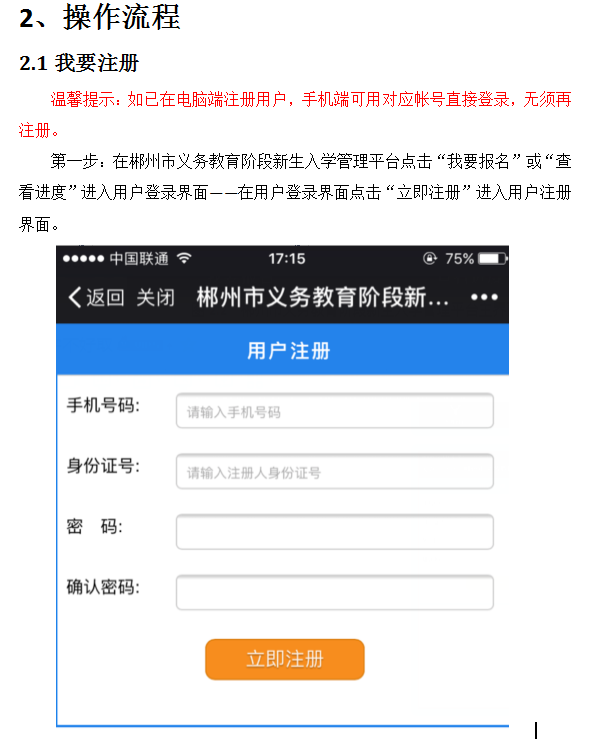 2、操作流程
2.1 我要注册
温馨提示：如已在电脑端注册用户，手机端可用对应帐号直接登录，无须再
注册。
第一步：在郴州市义务教育阶段新生入学管理平台点击“我要报名”或“查
看进度”进入用户登录界面——在用户登录界面点击“立即注册”进入用户注册
界面。
中国联通 17:15 75%
返回 关闭 郴州市义务教育阶段新... •••
用户注册
手机号码: 请输入手机号码
身份证号: 请输入注册人身份证号
密 码:
确认密码:
立即注册